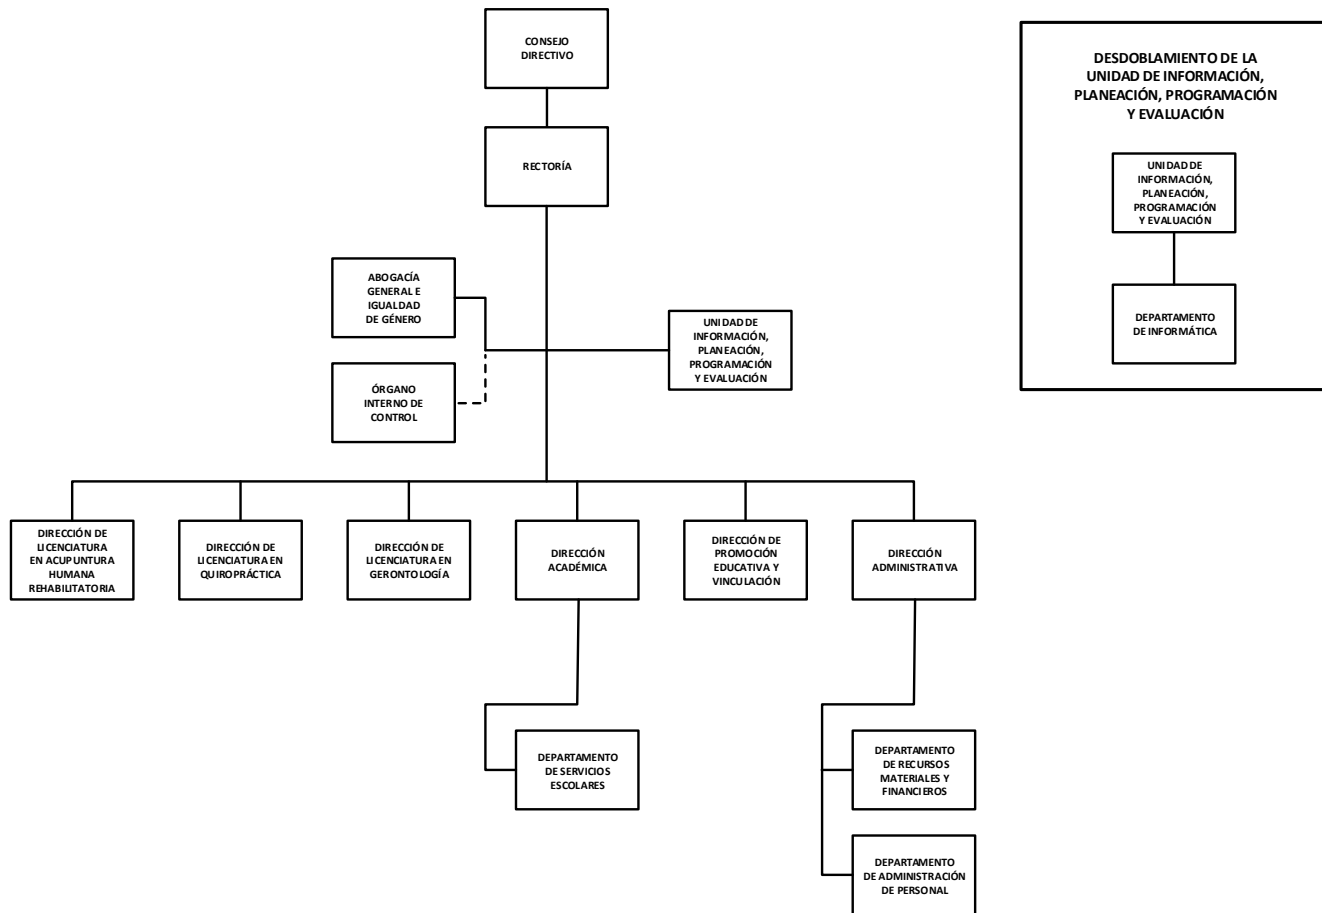 CONSEJO
DIRECTIVO
DESDOBLAMIENTO DE LA
UNIDAD DE INFORMACIÓN,
PLANEACIÓN, PROGRAMACIÓN
Y EVALUACIÓN
RECTORÍA
UNIDAD DE
INFORMACIÓN,
PLANEACIÓN,
PROGRAMACIÓN
Y EVALUACIÓN
ABOGACÍA
GENERAL E
IGUALDAD
DE GÉNERO
UNIDAD DE
INFORMACIÓN,
PLANEACIÓN,
PROGRAMACIÓN
Y EVALUACIÓN
DEPARTAMENTO
DE INFORMÁTICA
ÓRGANO
INTERNO DE
CONTROL
DIRECCIÓN DE
LICENCIATURA
EN ACUPUNTURA
HUMANA
REHABILITATORIA
DIRECCIÓN DE
LICENCIATURA EN
QUIROPRÁCTICA
DIRECCIÓN DE
LICENCIATURA EN
GERONTOLOGÍA
DIRECCIÓN
ACADÉMICA
DIRECCIÓN DE
PROMOCIÓN
EDUCATIVA Y
VINCULACIÓN
DIRECCIÓN
ADMINISTRATIVA
DEPARTAMENTO
DE SERVICIOS
ESCOLARES
DEPARTAMENTO
DE RECURSOS
MATERIALES Y
FINANCIEROS
DEPARTAMENTO
DE ADMINISTRACIÓN
DE PERSONAL